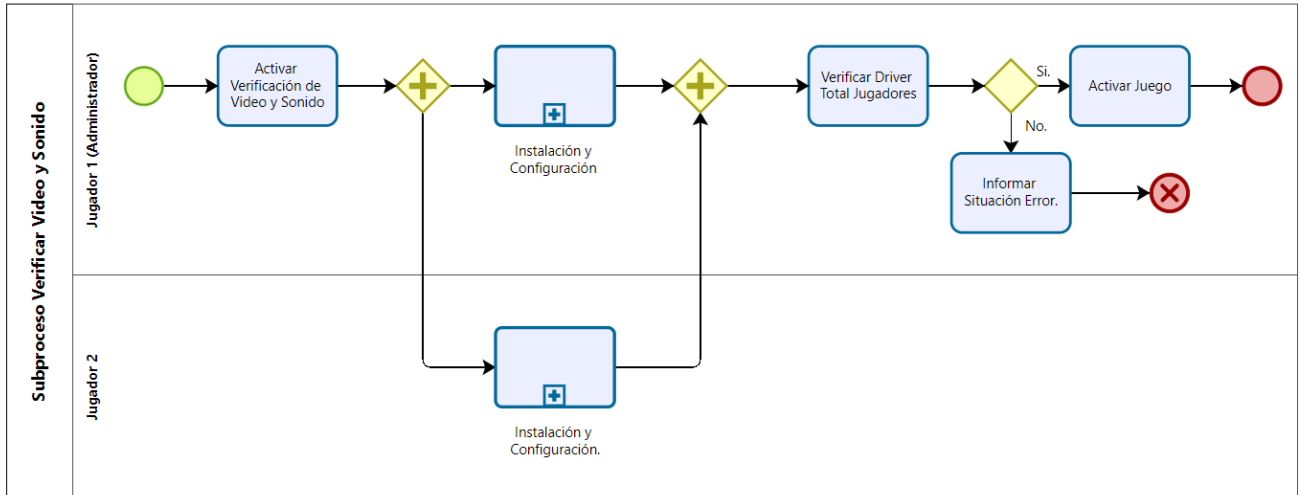 Subproceso Verificar Video y Sonido
Jugador 1 (Administrador)
Activar
Verificación de
Video y Sonido
Instalación y
Configuración
Verificar Driver
Total Jugadores
Si.
Activar Juego
No.
Informar
Situación Error.
Jugador 2
Instalación y
Configuración.